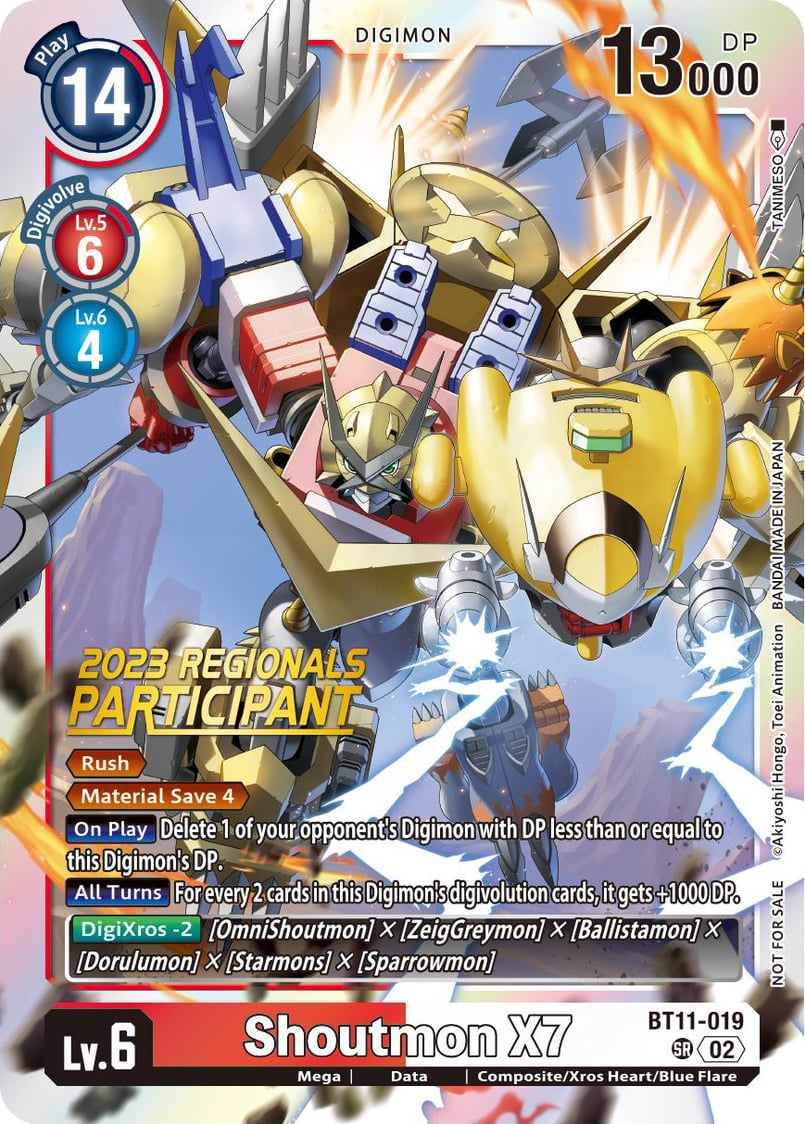 DIGIMON
Play
14
13000
DP
Digivolve
Lv.5
6
Lv.6
4
TANIMESO
2023 REGIONALS
PARTICIPANT
Rush
Material Save 4
On Play Delete 1 of your opponent's Digimon with DP less than or equal to
this Digimon's DP.
All Turns For every 2 cards in this Digimon's digivolution cards, it gets +1000 DP.
DigiXros -2 [OmniShoutmon] × [ZeigGreymon] × [Ballistamon] ×
[Dorulumon] × [Starmons] × [Sparrowmon]
NOT FOR SALE ©Akiyoshi Hongo, Toei Animation BANDAI MADE IN JAPAN
Lv.6
Shoutmon X7
BT11-019
SR 02
Mega | Data | Composite/Xros Heart/Blue Flare